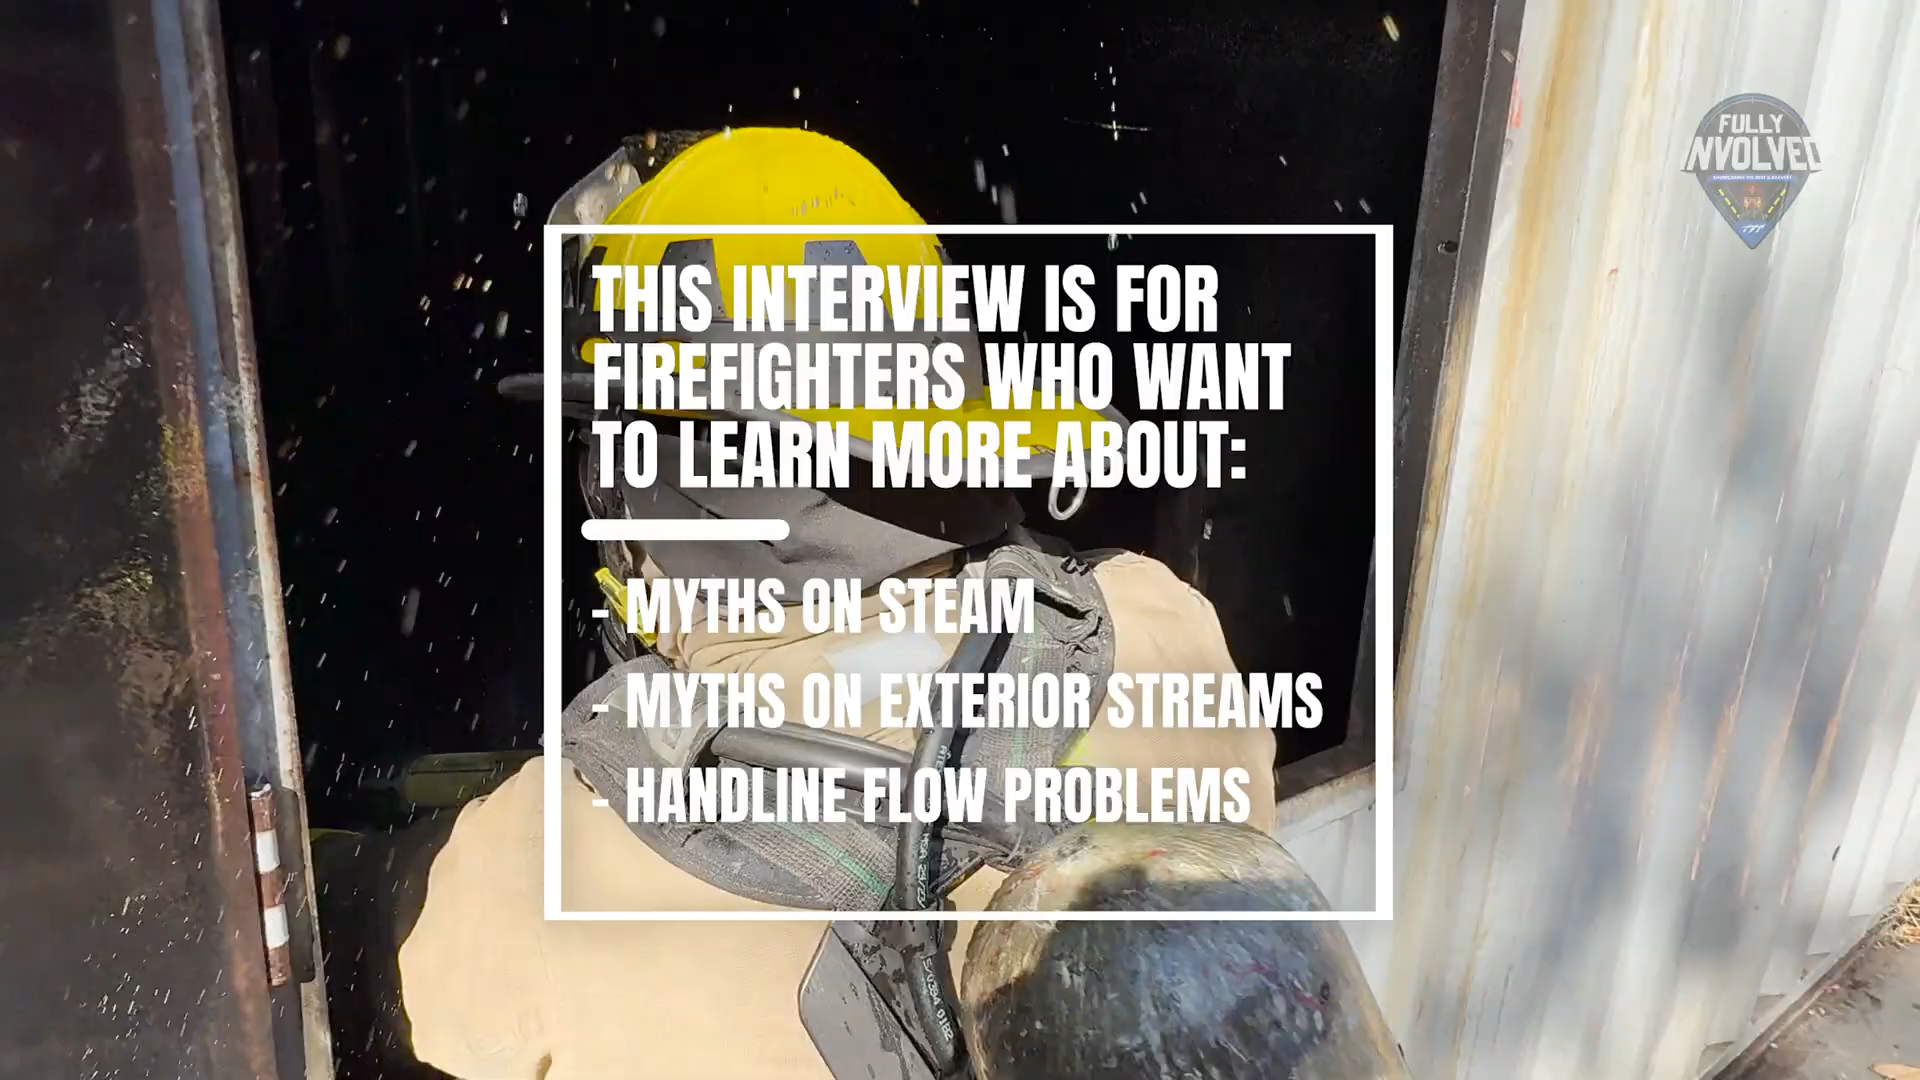 FULLY
INVOLVED
THIS INTERVIEW IS FOR
FIREFIGHTERS WHO WANT
TO LEARN MORE ABOUT:
- MYTHS ON STEAM
- MYTHS ON EXTERIOR STREAMS
- HANDLINE FLOW PROBLEMS